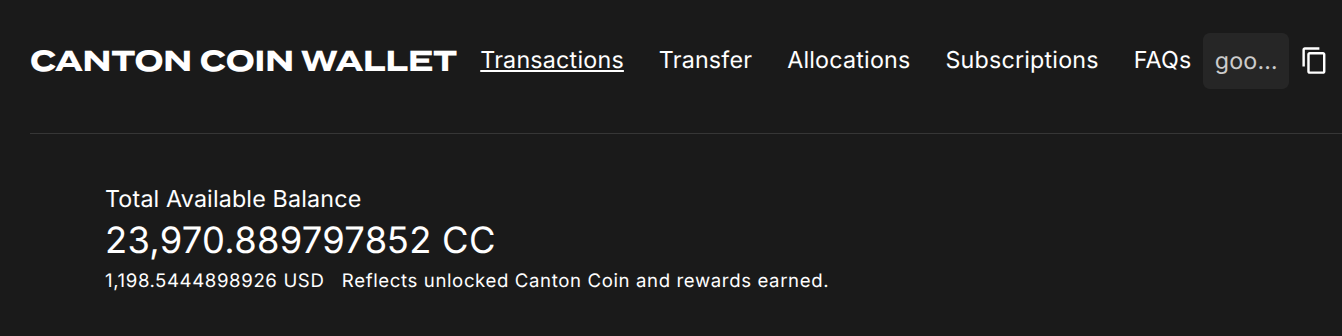 CANTON COIN WALLET Transactions Transfer Allocations Subscriptions FAQs goo...
Total Available Balance
23,970.889797852 CC
1,198.5444898926 USD Reflects unlocked Canton Coin and rewards earned.